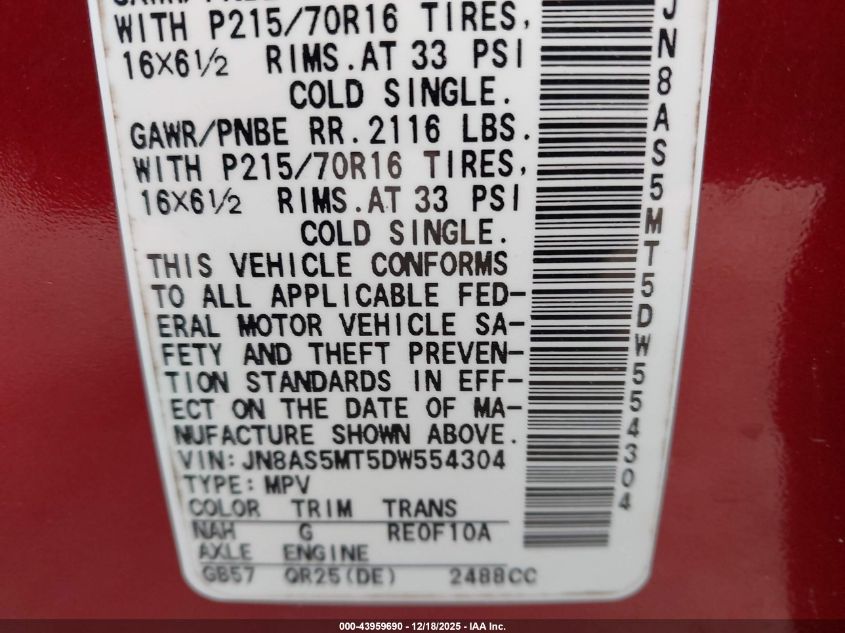 WITH P215/70R16 TIRES,
16X6½ RIMS.AT 33 PSI
COLD SINGLE.
GAWR/PNBE RR.2116 LBS.
WITH P215/70R16 TIRES,
16X6½ RIMS.AT 33 PSI
COLD SINGLE.
THIS VEHICLE CONFORMS
TO ALL APPLICABLE FED-
ERAL MOTOR VEHICLE SA-
FETY AND THEFT PREVEN-
TION STANDARDS IN EFF-
ECT ON THE DATE OF MA-
NUFACTURE SHOWN ABOVE.
VIN:JN8AS5MT5DW554304
TYPE:MPV
COLOR TRIM TRANS
NAH G RE0F10A
AXLE ENGINE
GB57 QR25(DE) 2488CC
JN8AS5MT5DW554304
000-43959690 - 12/18/2025 - IAA Inc.